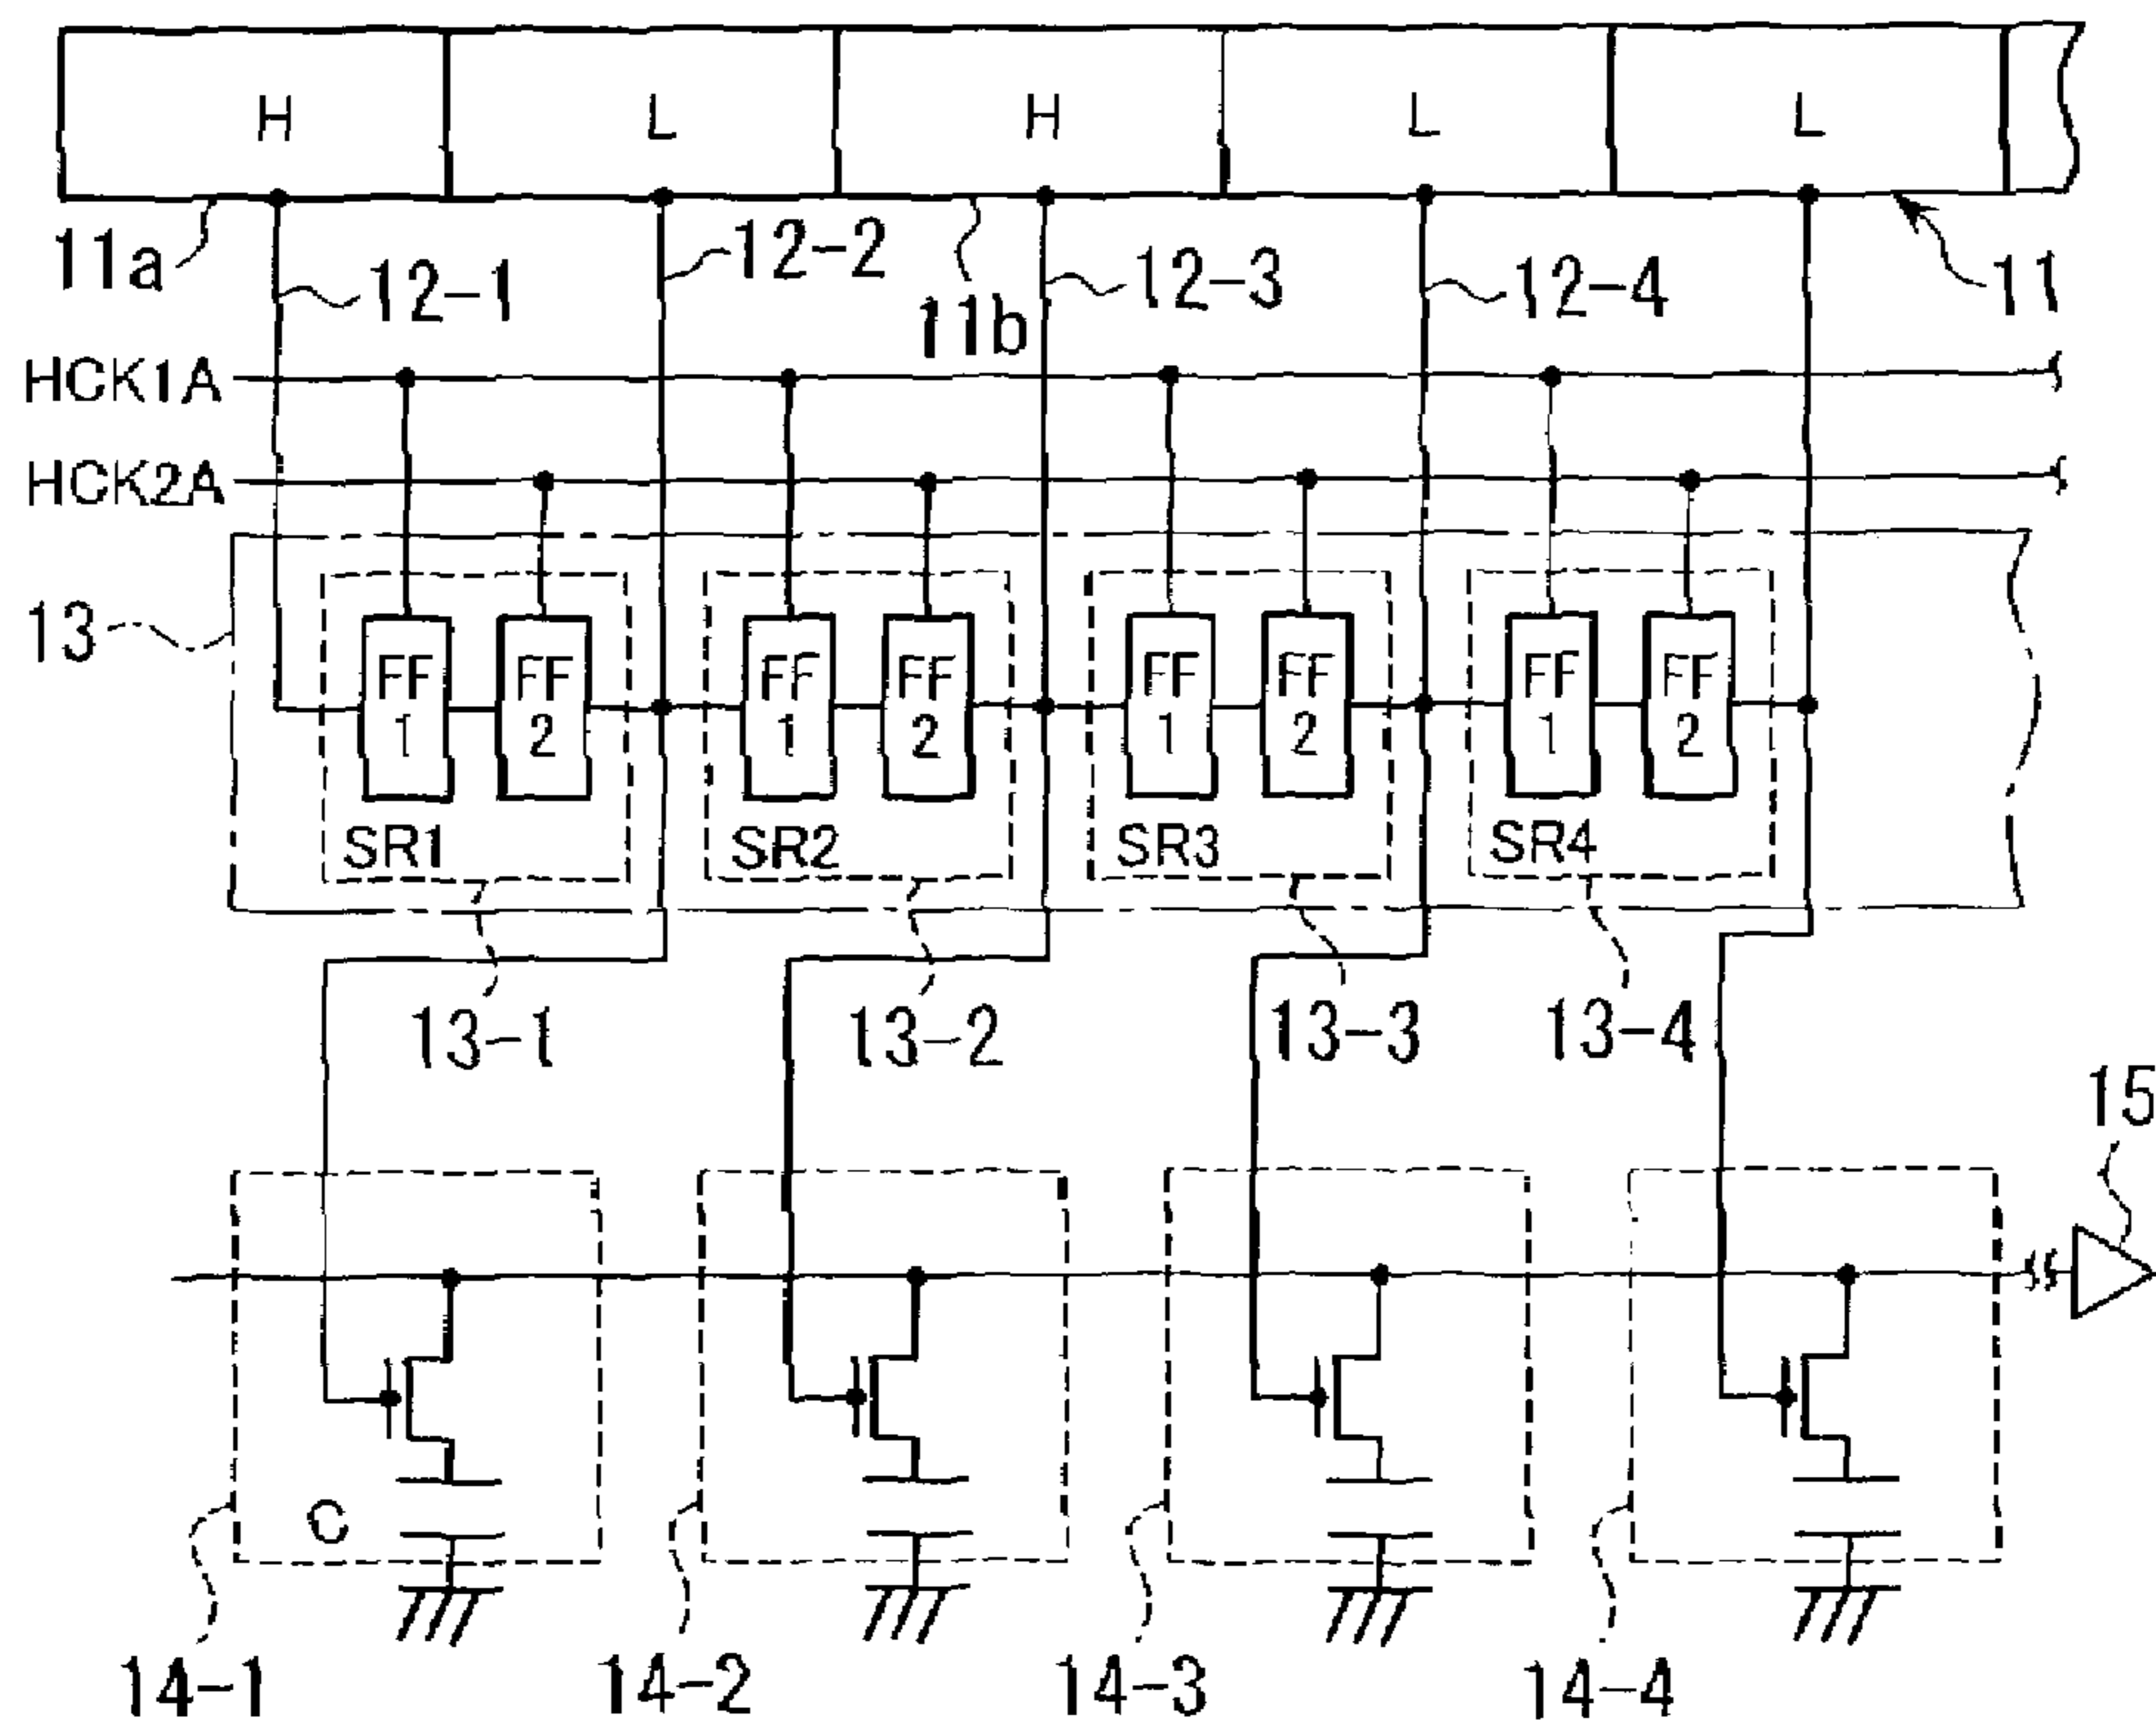 H L H L L
11a 12-1 12-2 11b 12-3 12-4 11
HCK1A
HCK2A
13
FF 1 FF 2 FF 1 FF 2 FF 1 FF 2 FF 1 FF 2
SR1 SR2 SR3 SR4
13-1 13-2 13-3 13-4
15
C
14-1 14-2 14-3 14-4